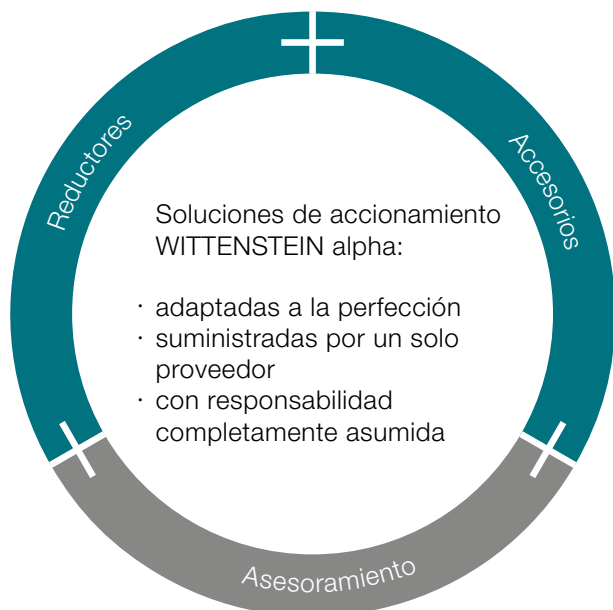 Reductores
Accesorios
Soluciones de accionamiento
WITTENSTEIN alpha:
· adaptadas a la perfección
· suministradas por un solo
proveedor
· con responsabilidad
completamente asumida
Asesoramiento